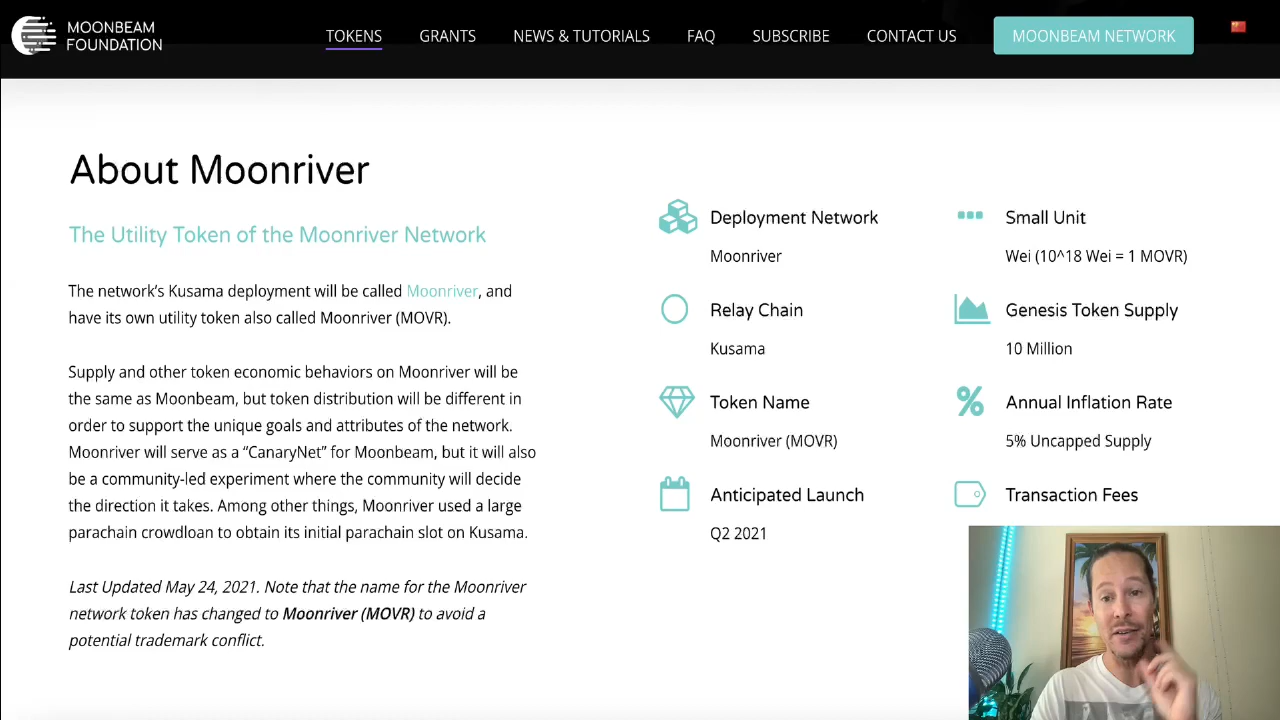 MOONBEAM
FOUNDATION
TOKENS
GRANTS
NEWS & TUTORIALS
FAQ
SUBSCRIBE
CONTACT US
MOONBEAM NETWORK
About Moonriver
The Utility Token of the Moonriver Network
The network's Kusama deployment will be called Moonriver, and
have its own utility token also called Moonriver (MOVR).
Supply and other token economic behaviors on Moonriver will be
the same as Moonbeam, but token distribution will be different in
order to support the unique goals and attributes of the network.
Moonriver will serve as a “CanaryNet” for Moonbeam, but it will also
be a community-led experiment where the community will decide
the direction it takes. Among other things, Moonriver used a large
parachain crowdloan to obtain its initial parachain slot on Kusama.
Last Updated May 24, 2021. Note that the name for the Moonriver
network token has changed to Moonriver (MOVR) to avoid a
potential trademark conflict.
Deployment Network
Moonriver
Relay Chain
Kusama
Token Name
Moonriver (MOVR)
Anticipated Launch
Q2 2021
Small Unit
Wei (10^18 Wei = 1 MOVR)
Genesis Token Supply
10 Million
Annual Inflation Rate
5% Uncapped Supply
Transaction Fees